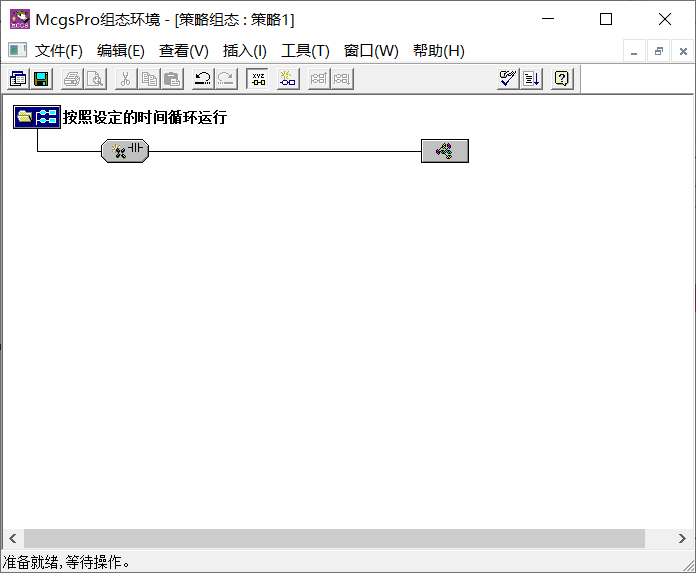 McgsPro组态环境 - [策略组态 : 策略1]
文件(F) 编辑(E) 查看(V) 插入(I) 工具(T) 窗口(W) 帮助(H)
XYZ
按照设定的时间循环运行
准备就绪,等待操作。